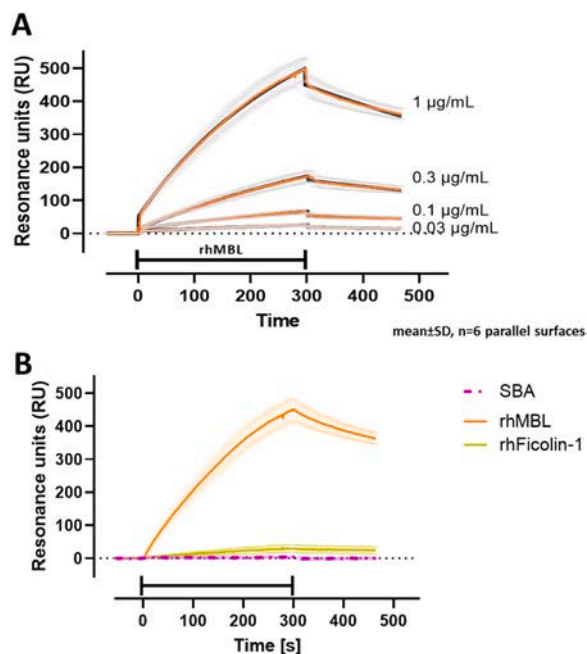 A
Resonance units (RU)
500
400
300
200
100
0
1 µg/mL
0.3 µg/mL
0.1 µg/mL
0.03 µg/mL
rhMBL
0 100 200 300 400 500
Time
mean±SD, n=6 parallel surfaces
B
Resonance units (RU)
500
400
300
200
100
0
SBA
rhMBL
rhFicolin-1
0 100 200 300 400 500
Time [s]